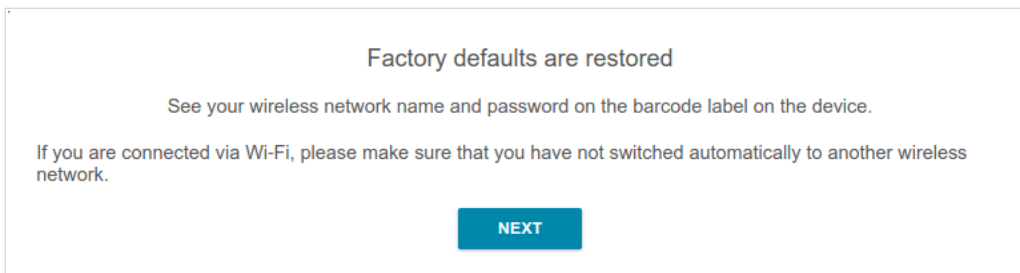 Factory defaults are restored
See your wireless network name and password on the barcode label on the device.
If you are connected via Wi-Fi, please make sure that you have not switched automatically to another wireless
network.
NEXT